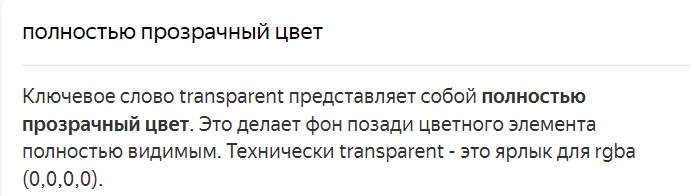 полностью прозрачный цвет
Ключевое слово transparent представляет собой полностью
прозрачный цвет. Это делает фон позади цветного элемента
полностью видимым. Технически transparent - это ярлык для rgba
(0,0,0,0).